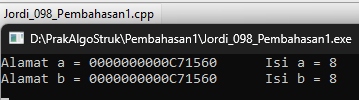 Jordi_098_Pembahasan1.cpp
D:\PrakAlgoStruk\Pembahasan1\Jordi_098_Pembahasan1.exe
Alamat a = 0000000000C71560 Isi a = 8
Alamat b = 0000000000C71560 Isi b = 8